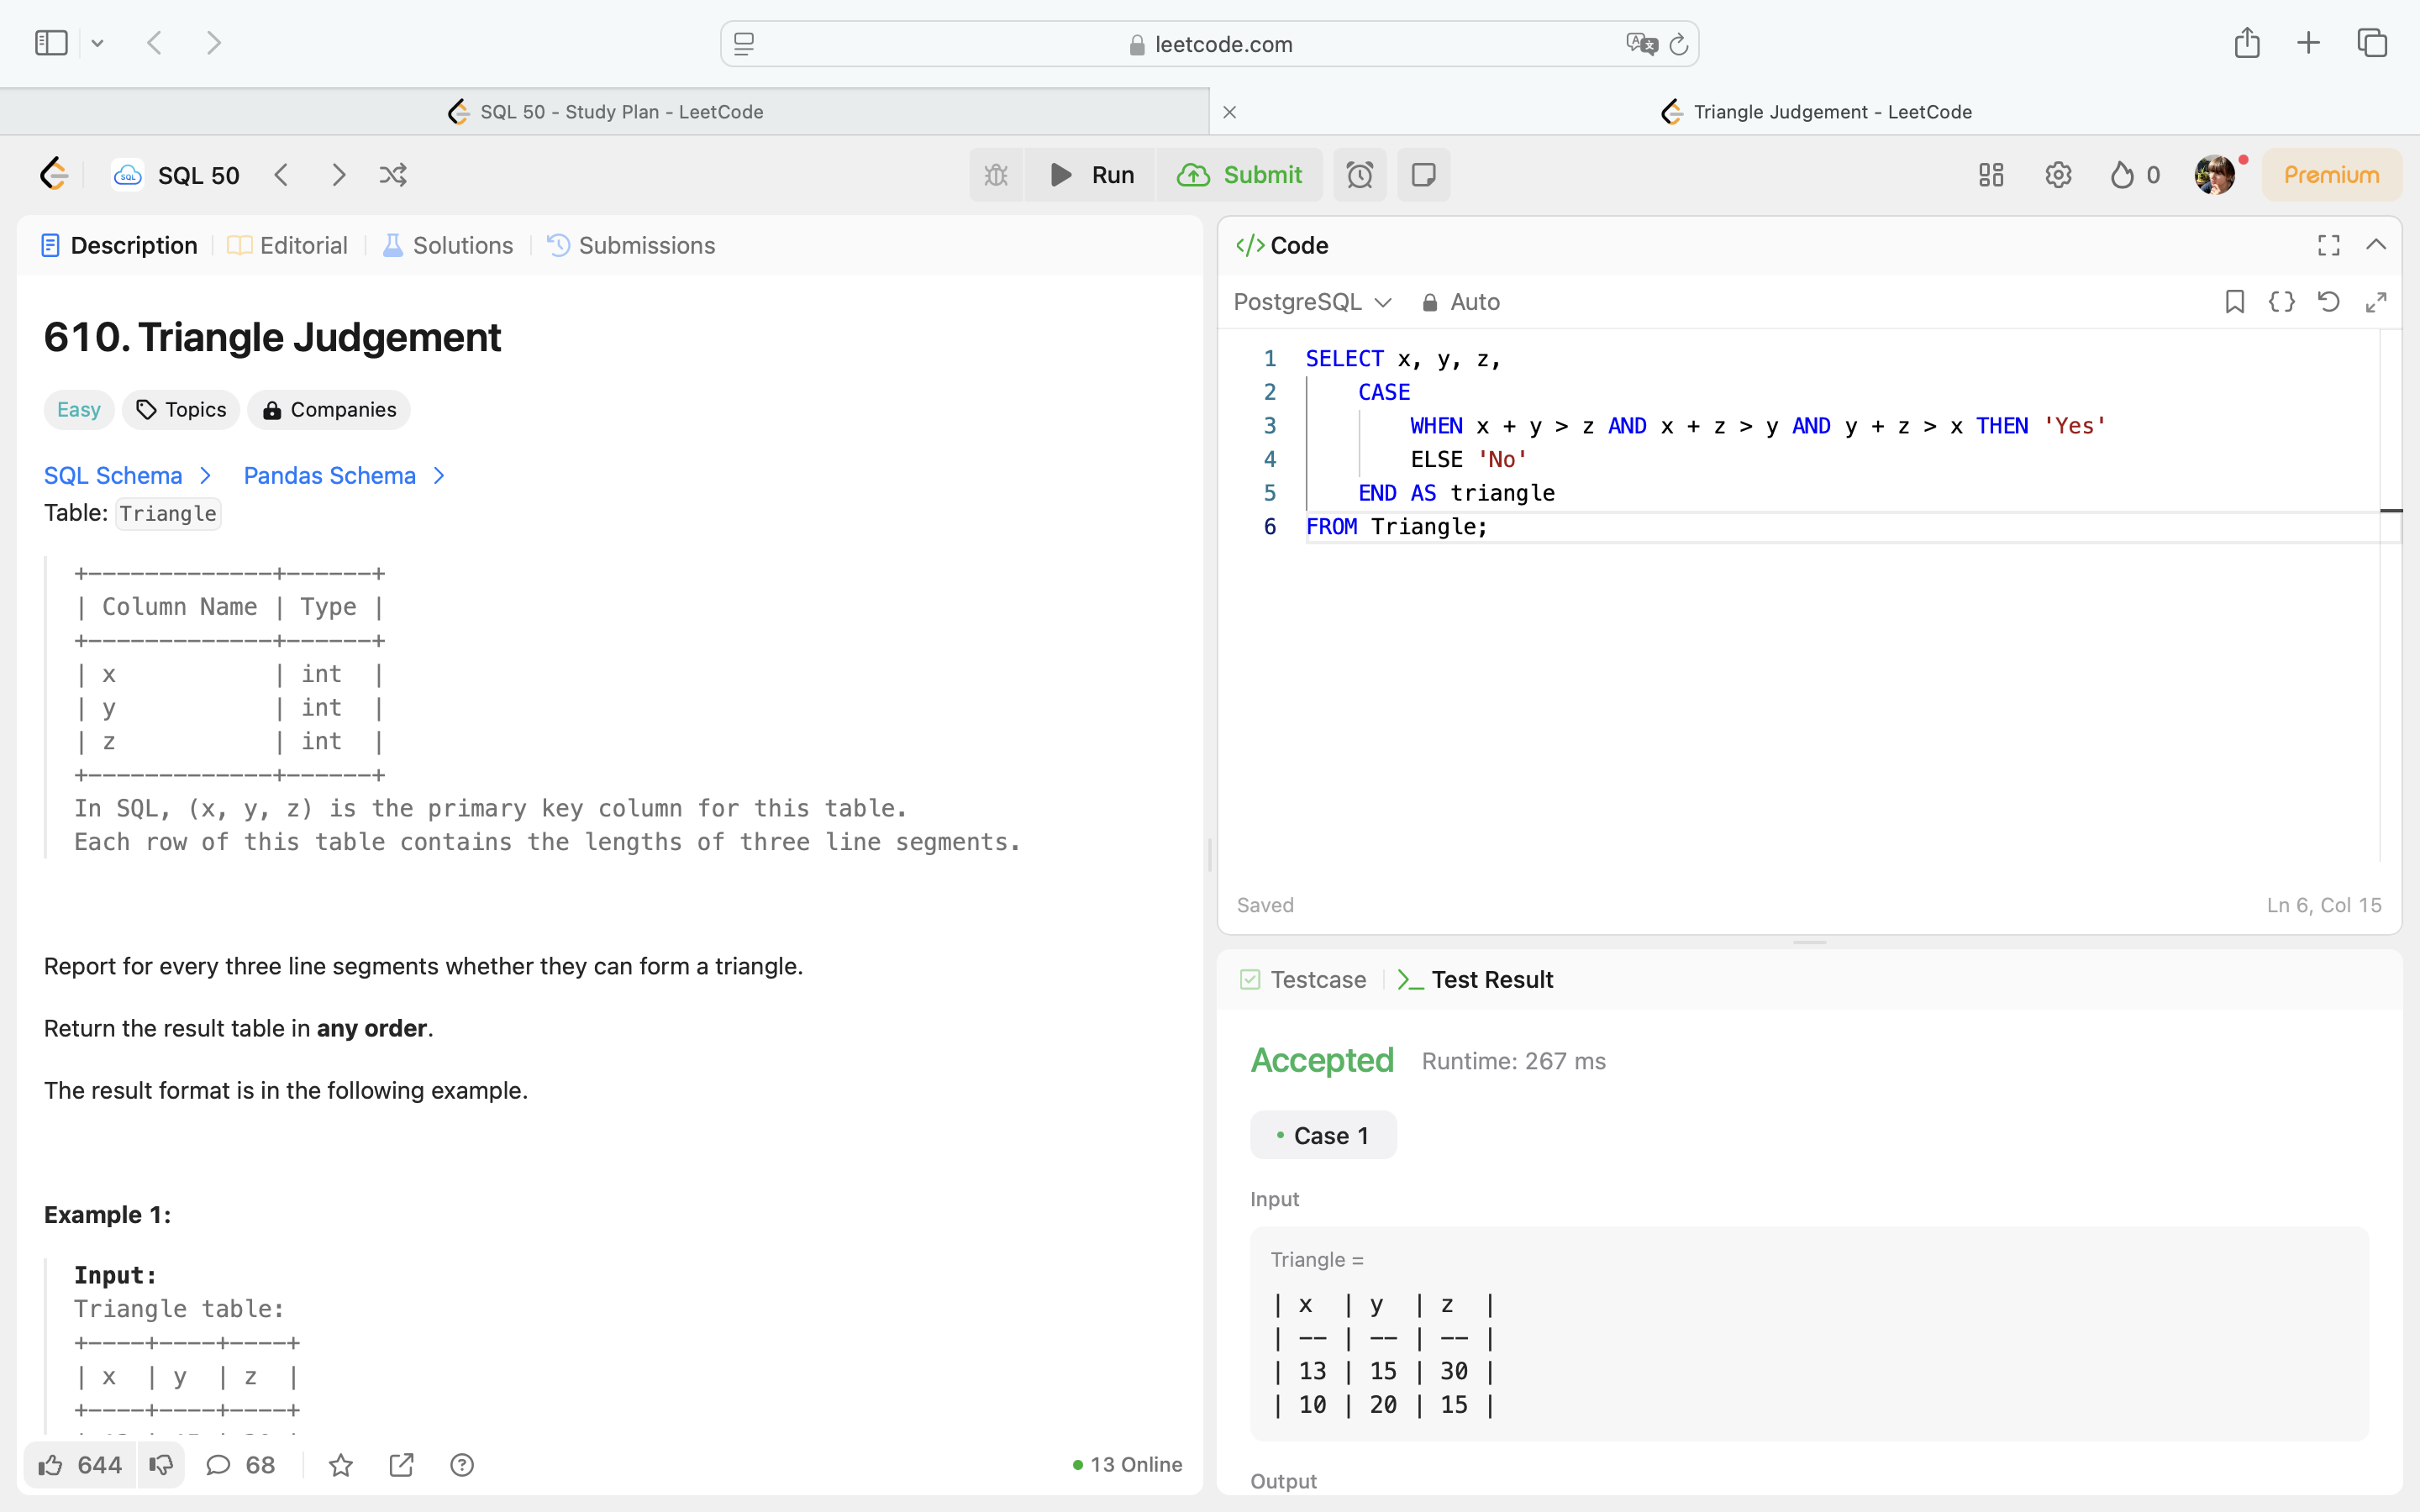 leetcode.com
SQL 50 - Study Plan - LeetCode
Triangle Judgement - LeetCode
SQL 50
Run
Submit
0
Premium
Description
Editorial
Solutions
Submissions
610. Triangle Judgement
Easy
Topics
Companies
SQL Schema
Pandas Schema
Table: Triangle
+-------------+------+
| Column Name | Type |
+-------------+------+
| x           | int  |
| y           | int  |
| z           | int  |
+-------------+------+
In SQL, (x, y, z) is the primary key column for this table.
Each row of this table contains the lengths of three line segments.
Report for every three line segments whether they can form a triangle.
Return the result table in any order.
The result format is in the following example.
Example 1:
Input:
Triangle table:
+----+----+----+
| x  | y  | z  |
+----+----+----+
644
68
13 Online
</> Code
PostgreSQL
Auto
1 SELECT x, y, z,
2     CASE
3         WHEN x + y > z AND x + z > y AND y + z > x THEN 'Yes'
4         ELSE 'No'
5     END AS triangle
6 FROM Triangle;
Saved
Ln 6, Col 15
Testcase
Test Result
Accepted
Runtime: 267 ms
Case 1
Input
Triangle =
| x  | y  | z  |
| -- | -- | -- |
| 13 | 15 | 30 |
| 10 | 20 | 15 |
Output